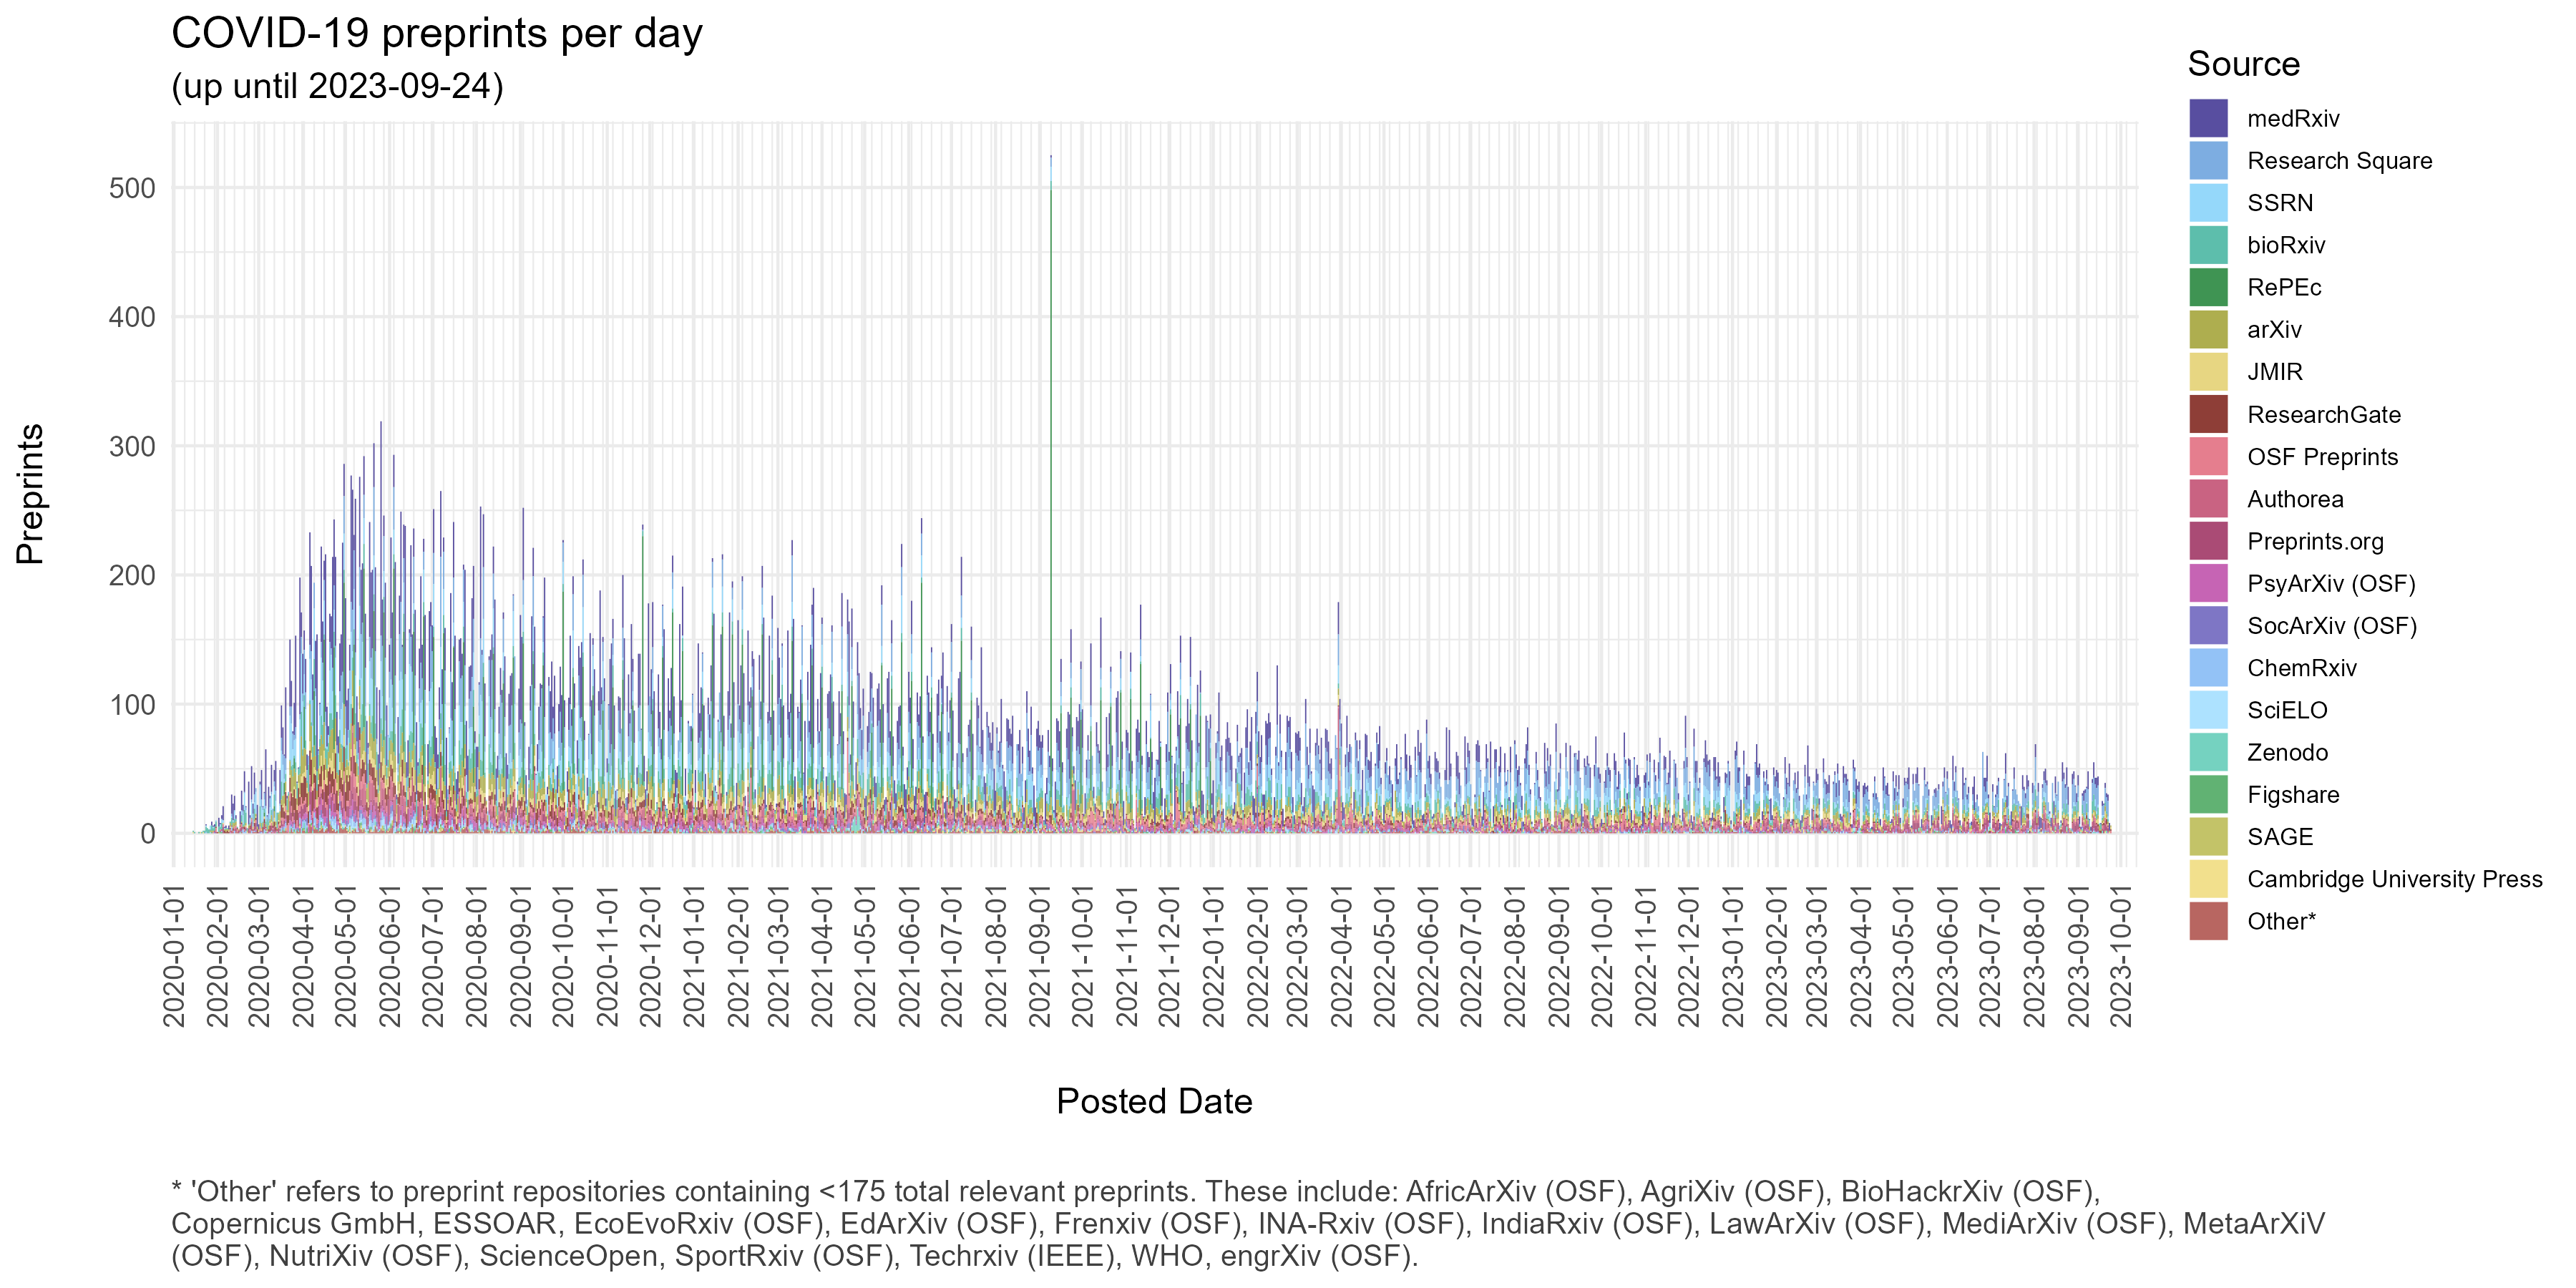 COVID-19 preprints per day
(up until 2023-09-24)
Preprints
500
400
300
200
100
0
2020-01-01
2020-02-01
2020-03-01
2020-04-01
2020-05-01
2020-06-01
2020-07-01
2020-08-01
2020-09-01
2020-10-01
2020-11-01
2020-12-01
2021-01-01
2021-02-01
2021-03-01
2021-04-01
2021-05-01
2021-06-01
2021-07-01
2021-08-01
2021-09-01
2021-10-01
2021-11-01
2021-12-01
2022-01-01
2022-02-01
2022-03-01
2022-04-01
2022-05-01
2022-06-01
2022-07-01
2022-08-01
2022-09-01
2022-10-01
2022-11-01
2022-12-01
2023-01-01
2023-02-01
2023-03-01
2023-04-01
2023-05-01
2023-06-01
2023-07-01
2023-08-01
2023-09-01
2023-10-01
Posted Date
Source
medRxiv
Research Square
SSRN
bioRxiv
RePEc
arXiv
JMIR
ResearchGate
OSF Preprints
Authorea
Preprints.org
PsyArXiv (OSF)
SocArXiv (OSF)
ChemRxiv
SciELO
Zenodo
Figshare
SAGE
Cambridge University Press
Other*
* 'Other' refers to preprint repositories containing <175 total relevant preprints. These include: AfricArXiv (OSF), AgriXiv (OSF), BioHackrXiv (OSF),
Copernicus GmbH, ESSOAR, EcoEvoRxiv (OSF), EdArXiv (OSF), Frenxiv (OSF), INA-Rxiv (OSF), IndiaRxiv (OSF), LawArXiv (OSF), MediArXiv (OSF), MetaArXiV
(OSF), NutriXiv (OSF), ScienceOpen, SportRxiv (OSF), Techrxiv (IEEE), WHO, engrXiv (OSF).